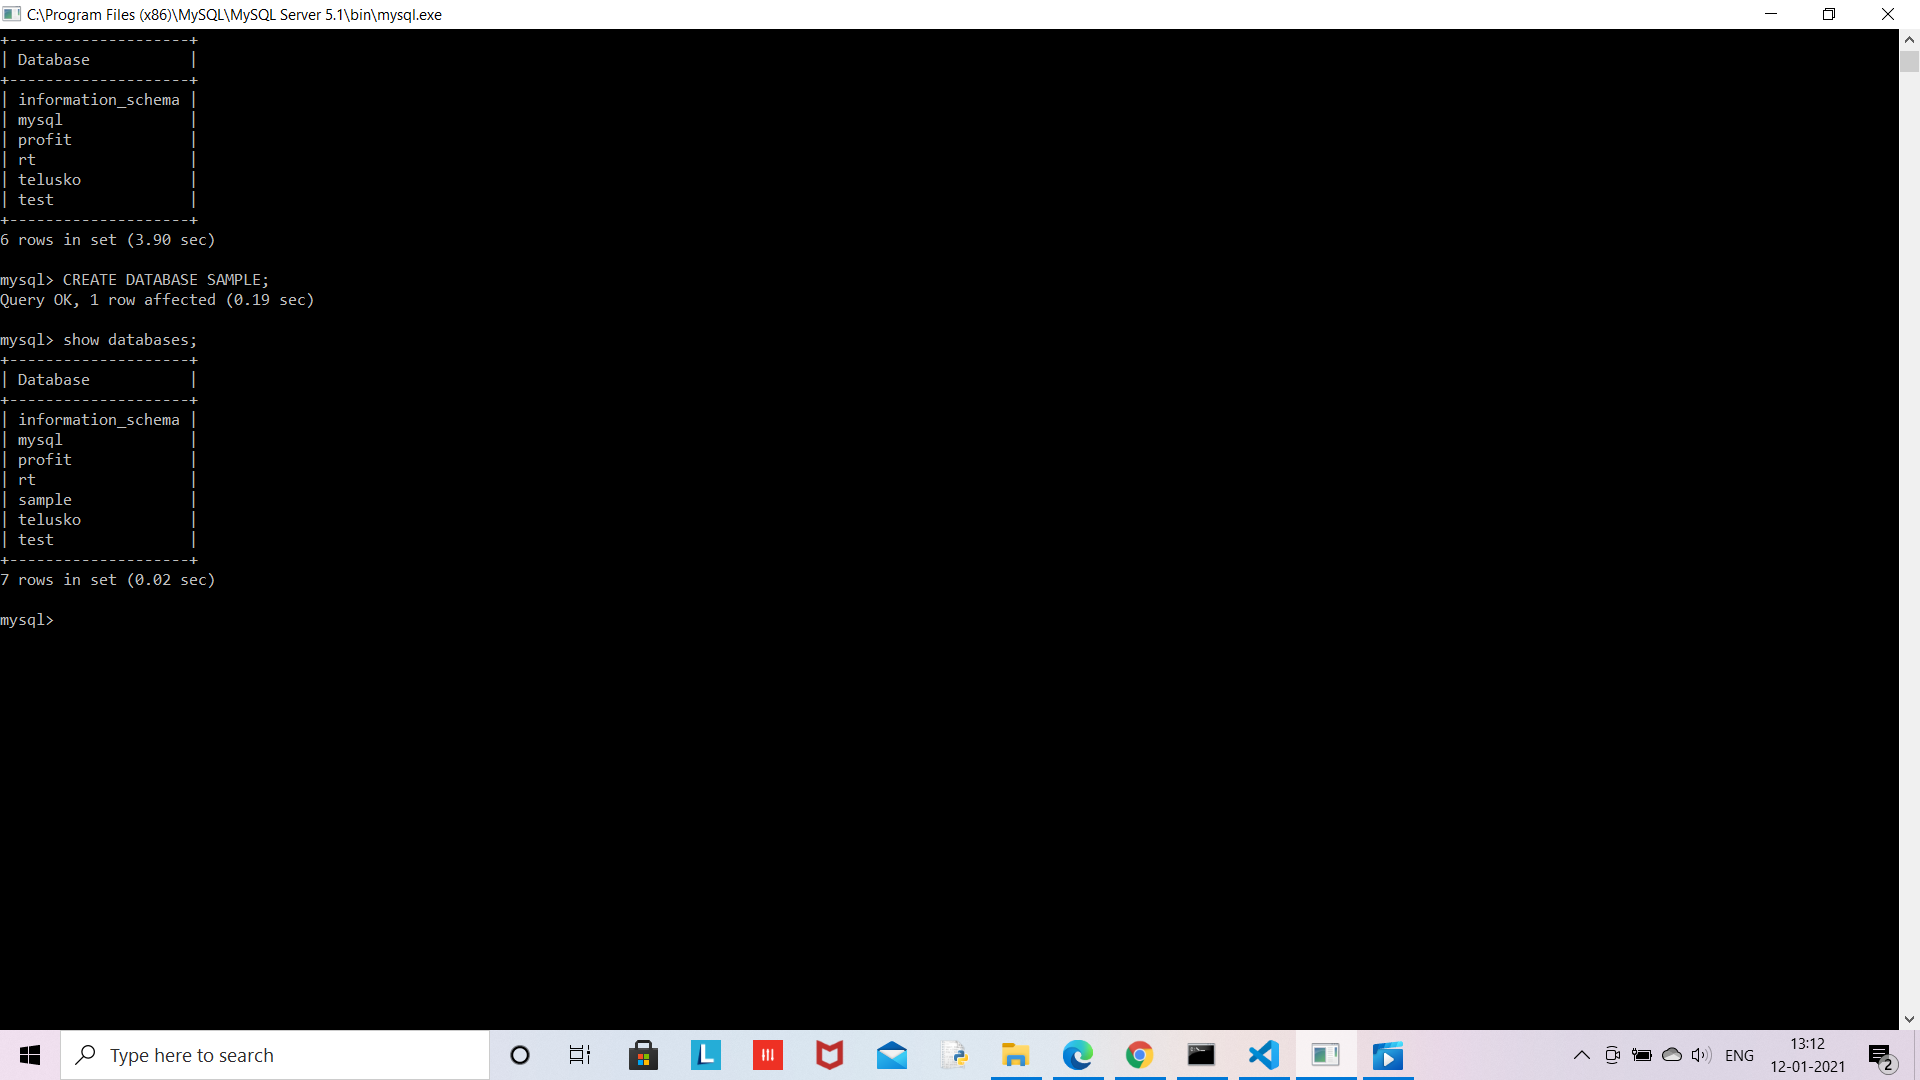 C:\Program Files (x86)\MySQL\MySQL Server 5.1\bin\mysql.exe
+--------------------+
| Database           |
+--------------------+
| information_schema |
| mysql              |
| profit             |
| rt                 |
| telusko            |
| test               |
+--------------------+
6 rows in set (3.90 sec)
mysql> CREATE DATABASE SAMPLE;
Query OK, 1 row affected (0.19 sec)
mysql> show databases;
+--------------------+
| Database           |
+--------------------+
| information_schema |
| mysql              |
| profit             |
| rt                 |
| sample             |
| telusko            |
| test               |
+--------------------+
7 rows in set (0.02 sec)
mysql>
Type here to search
L
ENG
13:12
12-01-2021
2